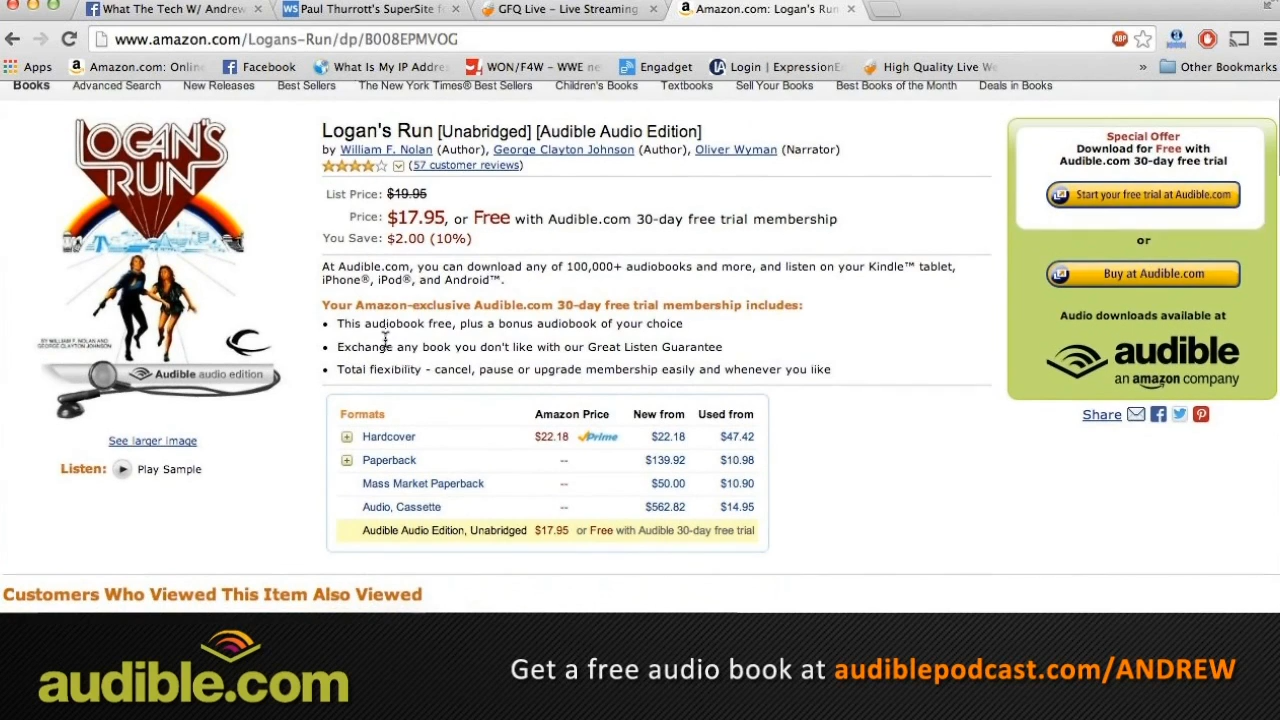 What The Tech W/ Andrew
Paul Thurrott's SuperSite f
GFQ Live - Live Streaming
Amazon.com: Logan's Run
www.amazon.com/Logans-Run/dp/B008EPMVOG
ABP
Apps
Amazon.com: Onlin
Facebook
What Is My IP Addre
WON/F4W - WWE ne
Engadget
Login | ExpressionE
High Quality Live W
»
Other Bookmarks
Books
Advanced Search
New Releases
Best Sellers
The New York Times® Best Sellers
Children's Books
Textbooks
Sell Your Books
Best Books of the Month
Deals in Books
LOGAN'S
RUN
BY WILLIAM F. NOLAN AND
GEORGE CLAYTON JOHNSON
Audible audio edition
See larger image
Listen: Play Sample
Logan's Run [Unabridged] [Audible Audio Edition]
by William F. Nolan (Author), George Clayton Johnson (Author), Oliver Wyman (Narrator)
(57 customer reviews)
List Price: $19.95
Price: $17.95, or Free with Audible.com 30-day free trial membership
You Save: $2.00 (10%)
At Audible.com, you can download any of 100,000+ audiobooks and more, and listen on your Kindle™ tablet,
iPhone®, iPod®, and Android™.
Your Amazon-exclusive Audible.com 30-day free trial membership includes:
• This audiobook free, plus a bonus audiobook of your choice
• Exchange any book you don't like with our Great Listen Guarantee
• Total flexibility - cancel, pause or upgrade membership easily and whenever you like
Formats Amazon Price New from Used from
Hardcover $22.18 Prime $22.18 $47.42
Paperback -- $139.92 $10.98
Mass Market Paperback -- $50.00 $10.90
Audio, Cassette -- $562.82 $14.95
Audible Audio Edition, Unabridged $17.95 or Free with Audible 30-day free trial
Special Offer
Download for Free with
Audible.com 30-day free trial
Start your free trial at Audible.com
or
Buy at Audible.com
Audio downloads available at
audible
an amazon company
Share
Customers Who Viewed This Item Also Viewed
audible.com
Get a free audio book at audiblepodcast.com/ANDREW